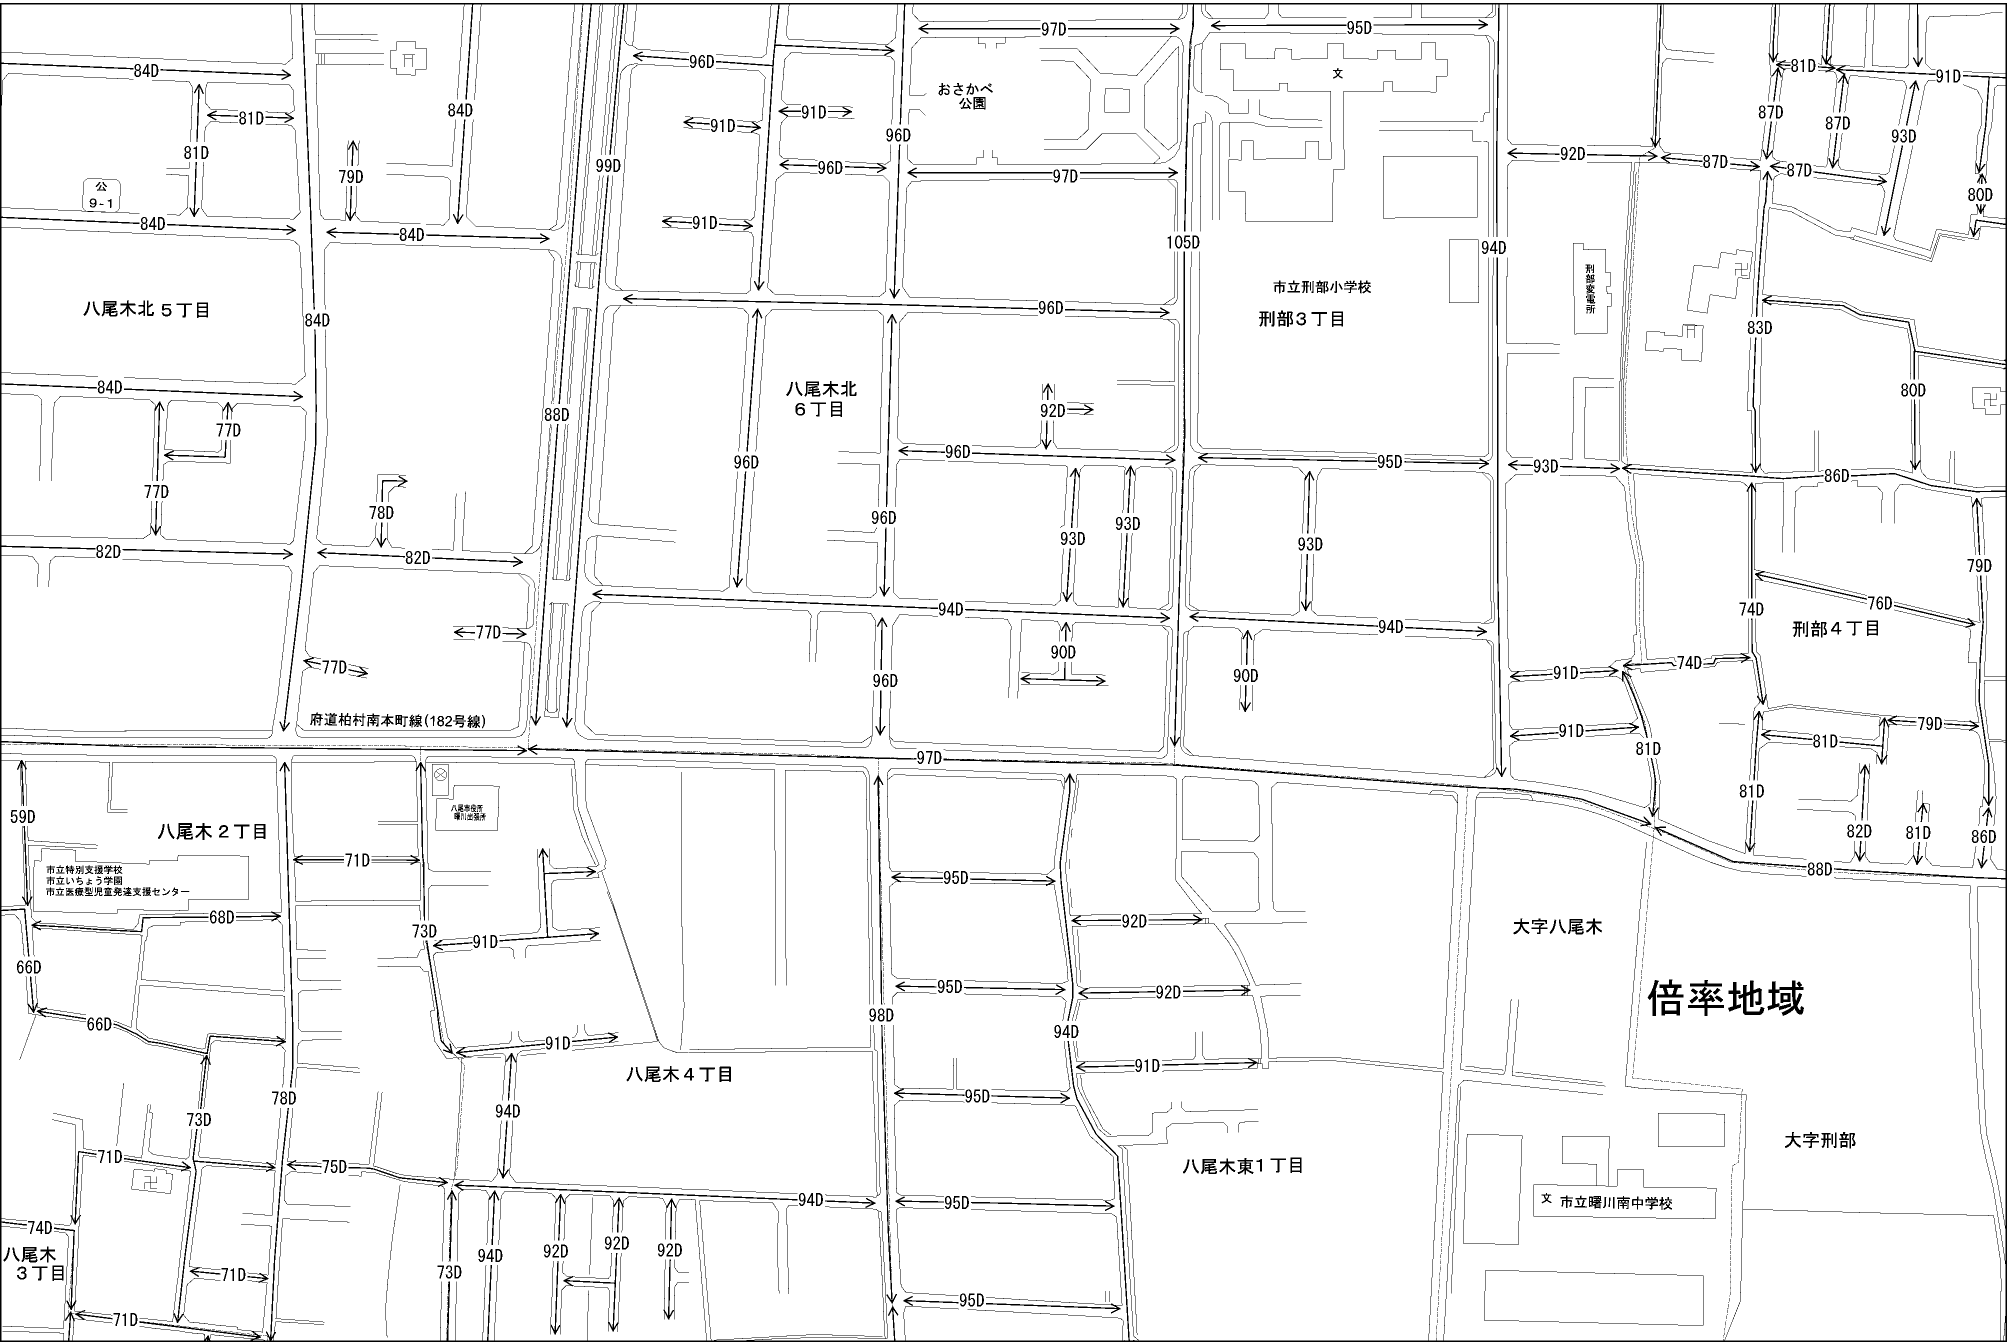 97D
95D
84D
96D
81D
91D
おさかべ
公園
文
84D
81D
91D
91D
96D
87D
87D
93D
81D
79D
99D
96D
97D
92D
87D
87D
80D
公
9-1
84D
84D
91D
105D
94D
市立刑部小学校
刑部変電所
八尾木北５丁目
84D
96D
刑部３丁目
83D
84D
八尾木北
６丁目
80D
88D
92D
77D
96D
96D
95D
93D
86D
77D
78D
96D
93D
93D
93D
82D
82D
79D
94D
74D
76D
77D
94D
刑部４丁目
77D
90D
90D
91D
74D
96D
府道柏村南本町線(182号線)
91D
81D
81D
79D
97D
59D
八尾木２丁目
八尾市役所
曙川出張所
81D
82D
81D
86D
71D
市立特別支援学校
市立いちょう学園
市立医療型児童発達支援センター
95D
88D
68D
73D
91D
92D
大字八尾木
66D
95D
92D
倍率地域
66D
98D
94D
91D
八尾木４丁目
91D
78D
95D
73D
94D
71D
75D
94D
八尾木東１丁目
大字刑部
95D
文 市立曙川南中学校
74D
八尾木
３丁目
71D
73D
94D
92D
92D
92D
95D
71D